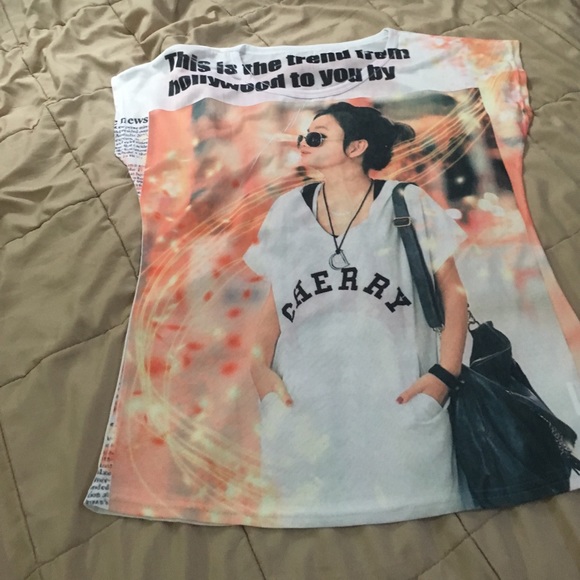 This is the trend from
hollywood to you by
news
CHERRY